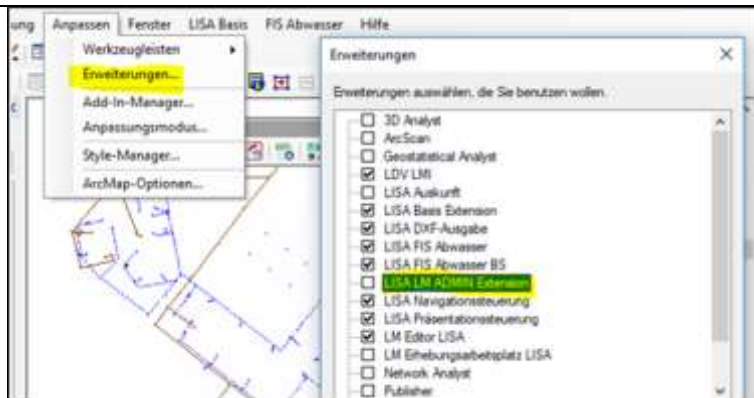 ung Anpassen Fenster LISA Basis FIS Abwasser Hilfe
Werkzeugleisten
Erweiterungen...
Add-In-Manager...
Anpassungsmodus...
Style-Manager...
ArcMap-Optionen...
Erweiterungen
Erweiterungen auswählen, die Sie benutzen wollen.
3D Analyst
ArcScan
Geostatistical Analyst
LDV LMI
LISA Auskunft
LISA Basis Extension
LISA DXF-Ausgabe
LISA FIS Abwasser
LISA FIS Abwasser BS
LISA LM ADMIN Extension
LISA Navigationssteuerung
LISA Präsentationssteuerung
LM Editor LISA
LM Erhebungsarbeitsplatz LISA
Network Analyst
Publisher